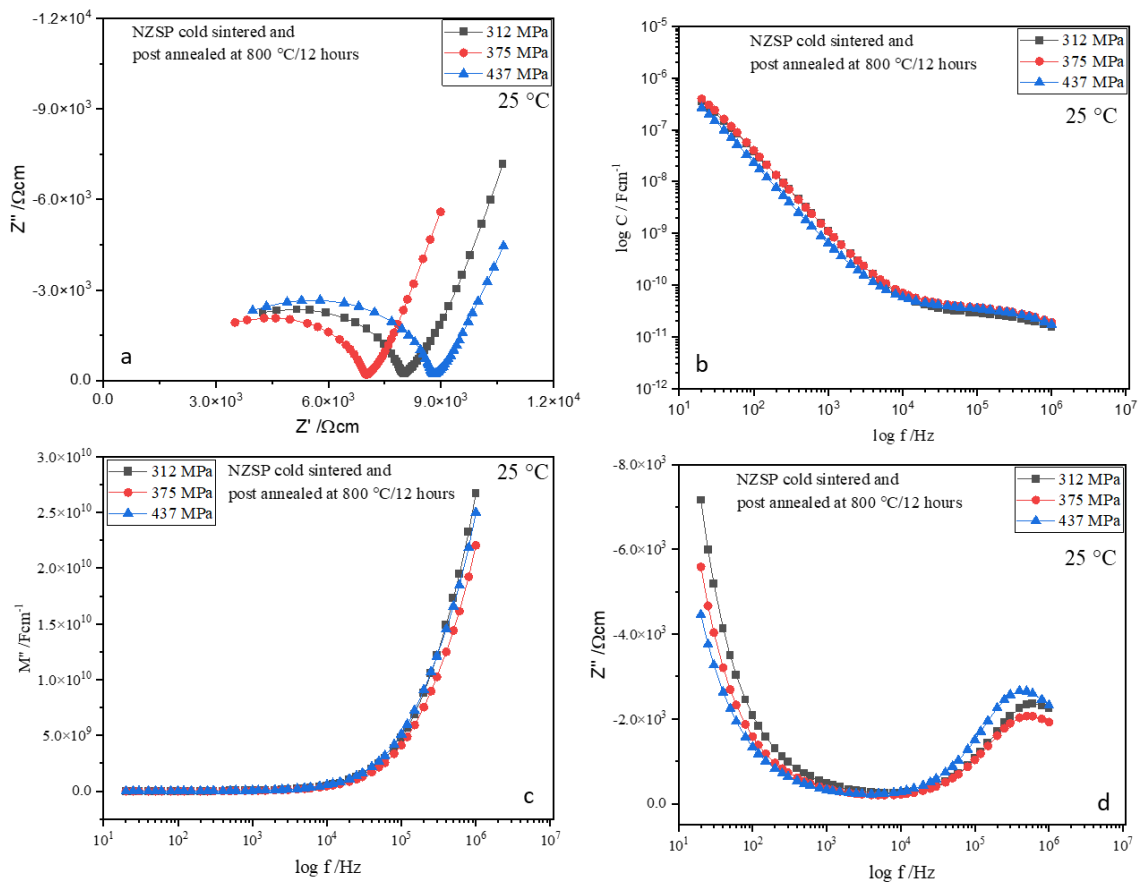 -1.2×10⁴
-9.0×10³
-6.0×10³
-3.0×10³
0.0
Z" /Ωcm
NZSP cold sintered and
post annealed at 800 °C/12 hours
312 MPa
375 MPa
437 MPa
25 °C
a
0.0
3.0×10³
6.0×10³
9.0×10³
1.2×10⁴
Z' /Ωcm
10⁻⁵
10⁻⁶
10⁻⁷
10⁻⁸
10⁻⁹
10⁻¹⁰
10⁻¹¹
10⁻¹²
log C / Fcm⁻¹
NZSP cold sintered and
post annealed at 800 °C/12 hours
312 MPa
375 MPa
437 MPa
25 °C
b
10¹
10²
10³
10⁴
10⁵
10⁶
10⁷
log f /Hz
3.0×10¹⁰
2.5×10¹⁰
2.0×10¹⁰
1.5×10¹⁰
1.0×10¹⁰
5.0×10⁹
0.0
M" /Fcm⁻¹
312 MPa
375 MPa
437 MPa
NZSP cold sintered and
post annealed at 800 °C/12 hours
25 °C
c
10¹
10²
10³
10⁴
10⁵
10⁶
10⁷
log f /Hz
-8.0×10³
-6.0×10³
-4.0×10³
-2.0×10³
0.0
Z" /Ωcm
NZSP cold sintered and
post annealed at 800 °C/12 hours
312 MPa
375 MPa
437 MPa
25 °C
d
10¹
10²
10³
10⁴
10⁵
10⁶
10⁷
log f /Hz